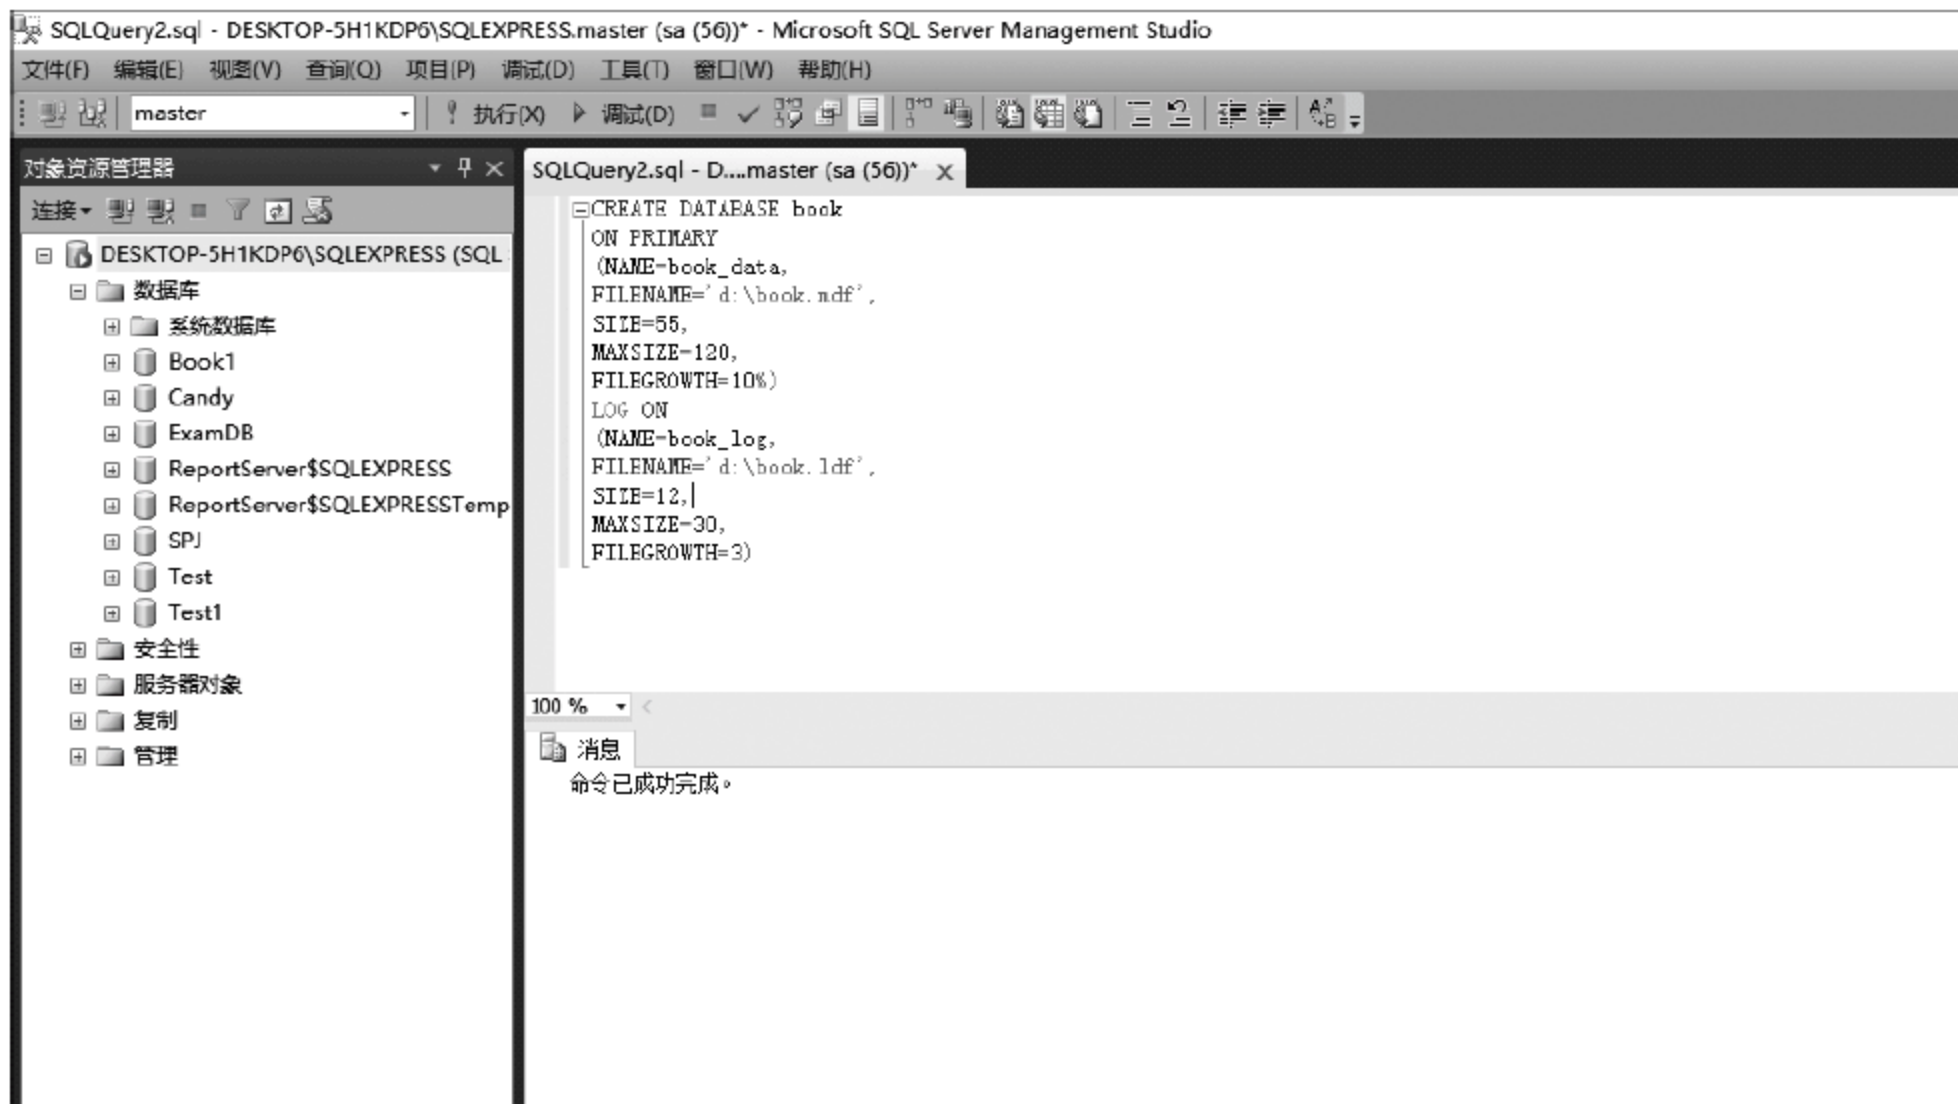 SQLQuery2.sql - DESKTOP-5H1KDP6\SQLEXPRESS.master (sa (56))* - Microsoft SQL Server Management Studio
文件(F) 编辑(E) 视图(V) 查询(Q) 项目(P) 调试(D) 工具(T) 窗口(W) 帮助(H)
master 执行(X) 调试(D)
对象资源管理器
连接
DESKTOP-5H1KDP6\SQLEXPRESS (SQL
数据库
系统数据库
Book1
Candy
ExamDB
ReportServer$SQLEXPRESS
ReportServer$SQLEXPRESSTemp
SPJ
Test
Test1
安全性
服务器对象
复制
管理
SQLQuery2.sql - D....master (sa (56))*
CREATE DATABASE book
ON PRIMARY
(NAME=book_data,
FILENAME='d:\book.mdf',
SIZE=55,
MAXSIZE=120,
FILEGROWTH=10%)
LOG ON
(NAME=book_log,
FILENAME='d:\book.ldf',
SIZE=12,
MAXSIZE=30,
FILEGROWTH=3)
100 %
消息
命令已成功完成。